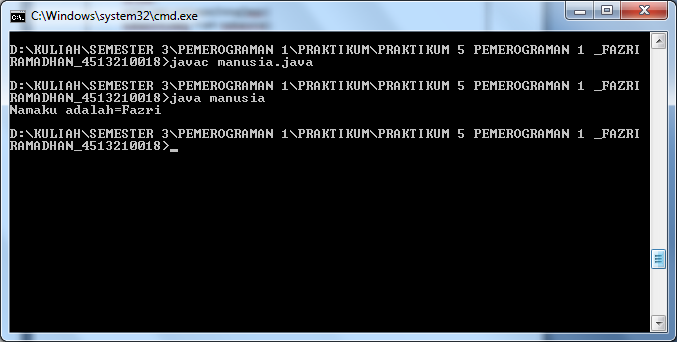 C:\Windows\system32\cmd.exe
D:\KULIAH\SEMESTER 3\PEMEROGRAMAN 1\PRAKTIKUM\PRAKTIKUM 5 PEMEROGRAMAN 1 _FAZRI
RAMADHAN_4513210018>javac manusia.java
D:\KULIAH\SEMESTER 3\PEMEROGRAMAN 1\PRAKTIKUM\PRAKTIKUM 5 PEMEROGRAMAN 1 _FAZRI
RAMADHAN_4513210018>java manusia
Namaku adalah=Fazri
D:\KULIAH\SEMESTER 3\PEMEROGRAMAN 1\PRAKTIKUM\PRAKTIKUM 5 PEMEROGRAMAN 1 _FAZRI
RAMADHAN_4513210018>_